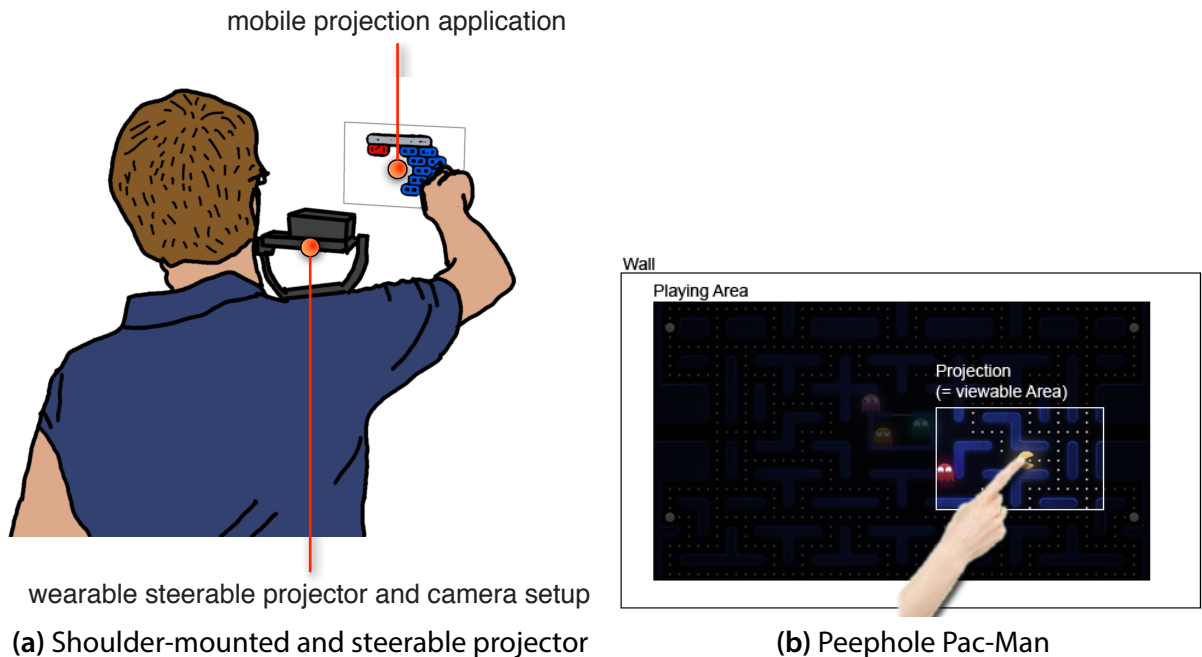 mobile projection application
wearable steerable projector and camera setup
(a) Shoulder-mounted and steerable projector
Wall
Playing Area
Projection
(= viewable Area)
(b) Peephole Pac-Man